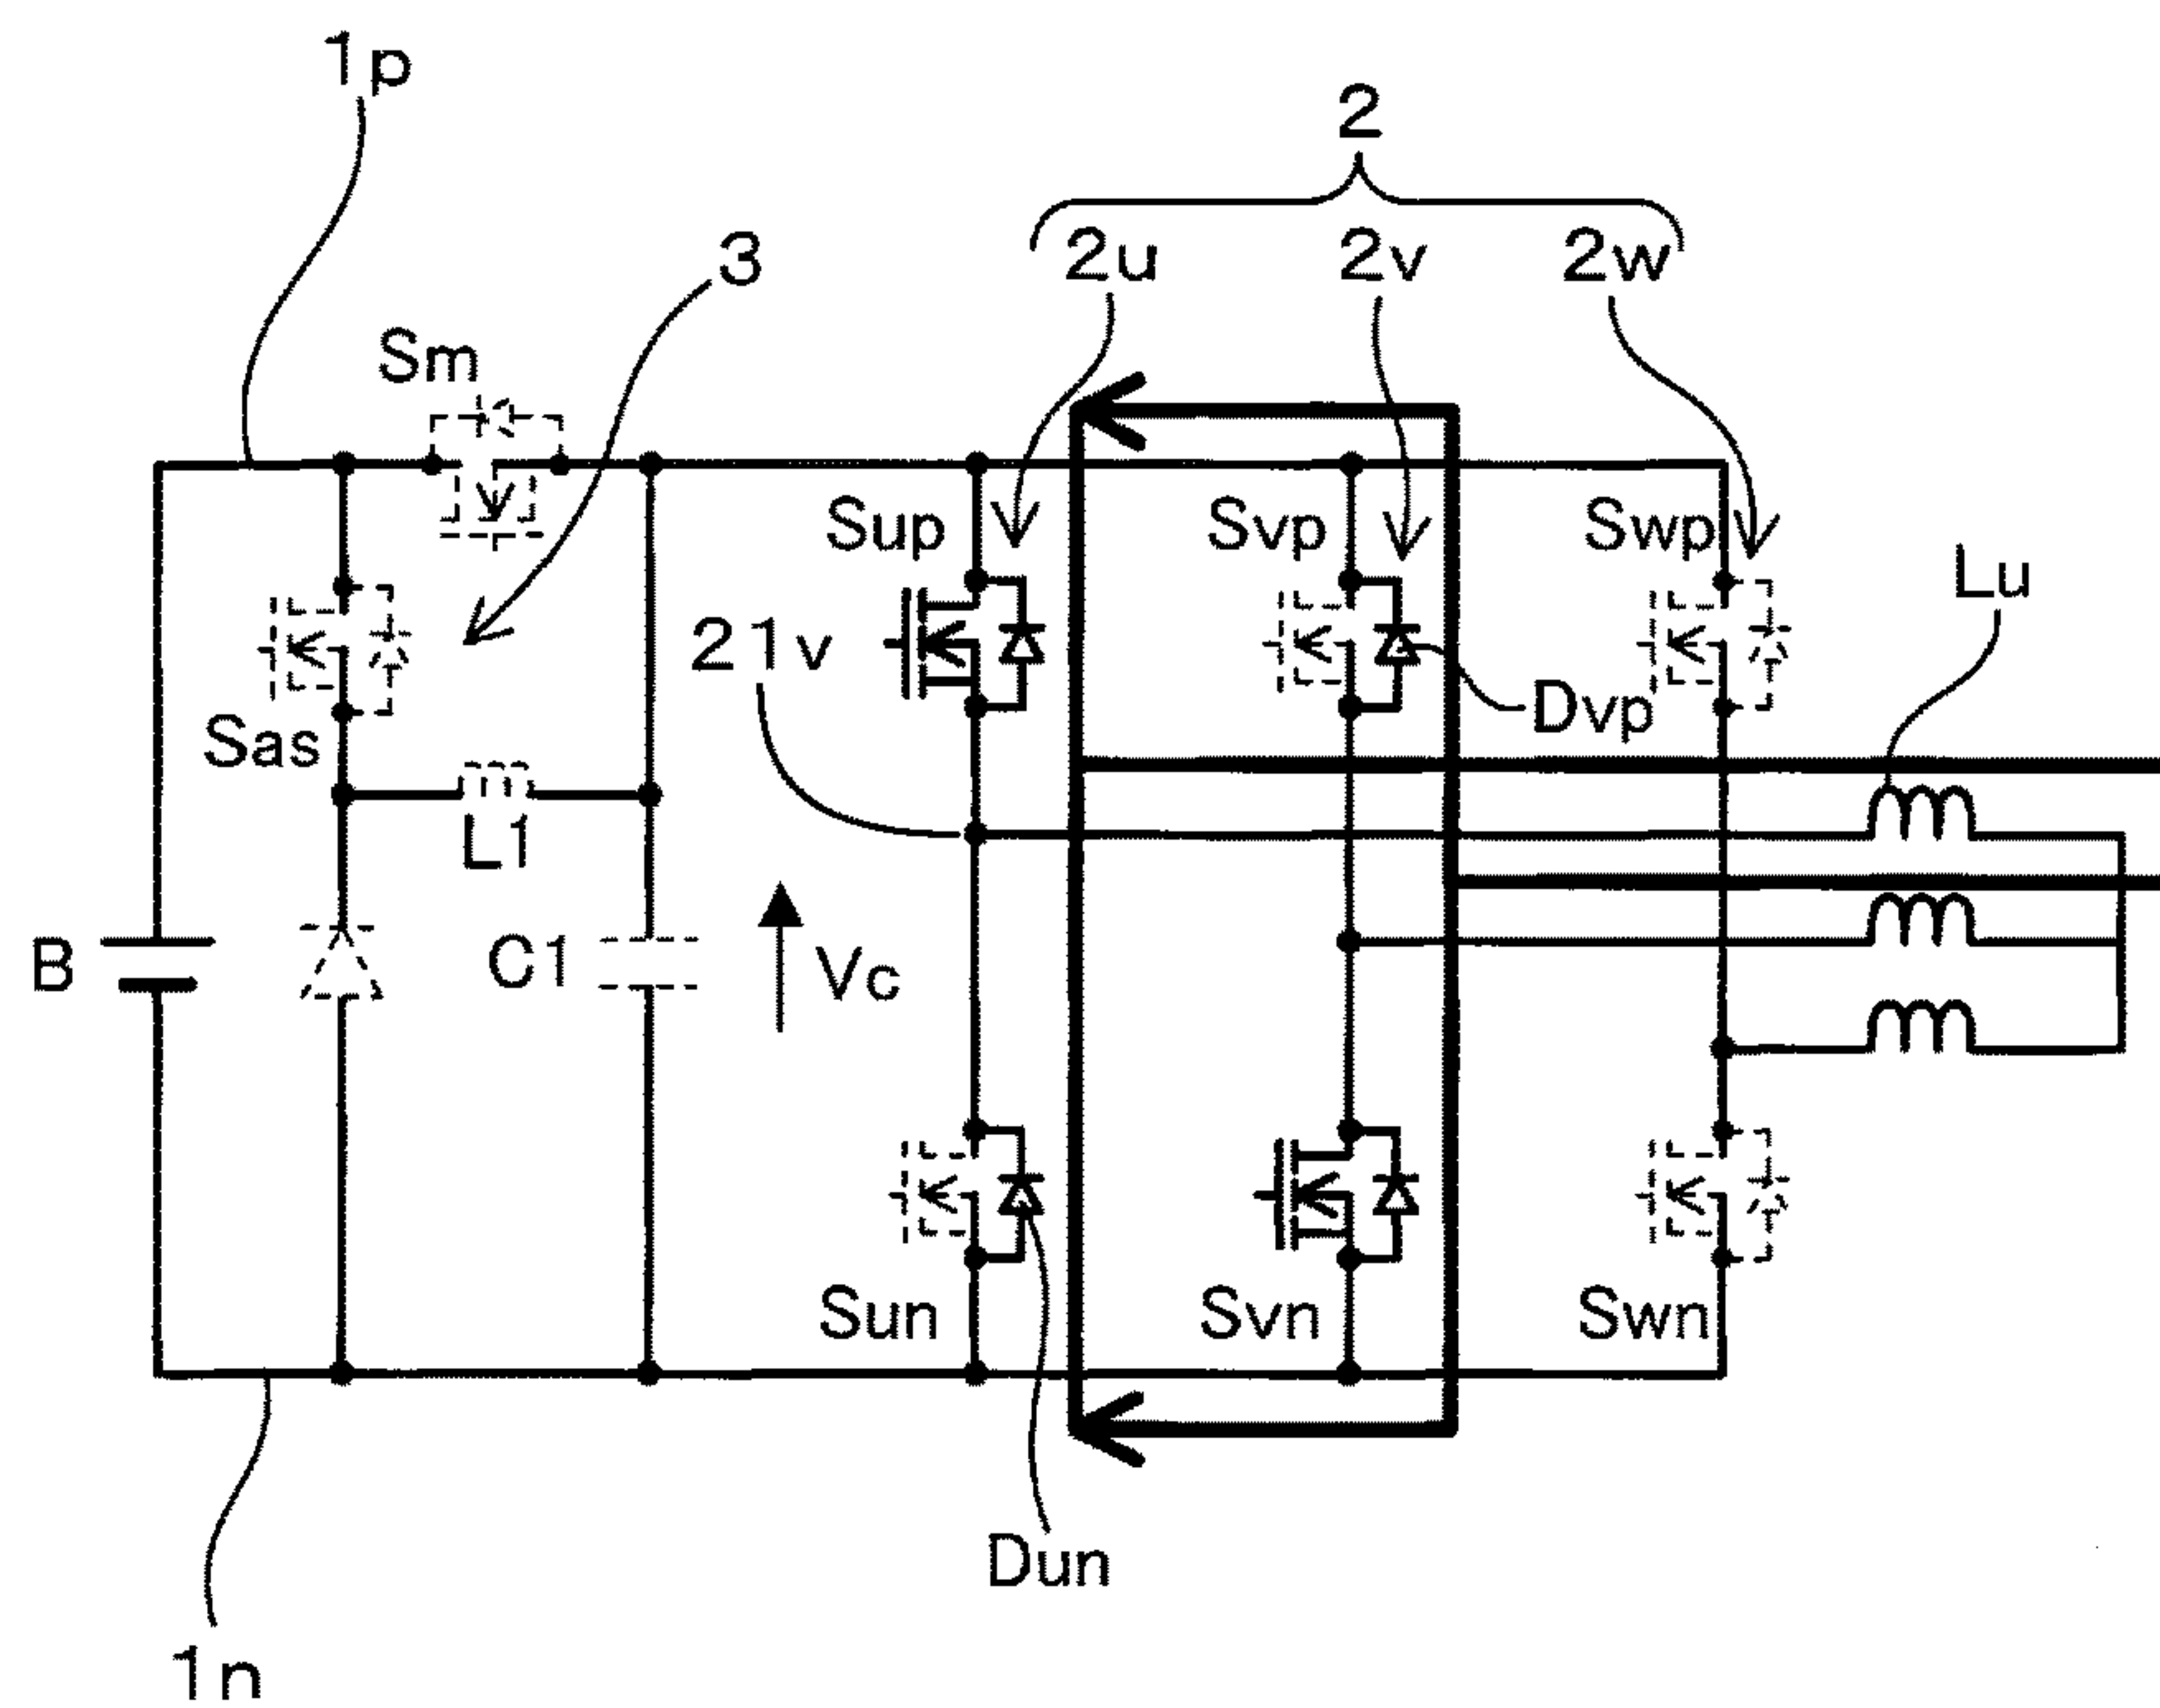 1p
2
3
2u
2v
2w
Sm
Sup
Svp
Swp
Lu
21v
Dvp
Sas
L1
B
C1
Vc
Sun
Svn
Swn
Dun
1n